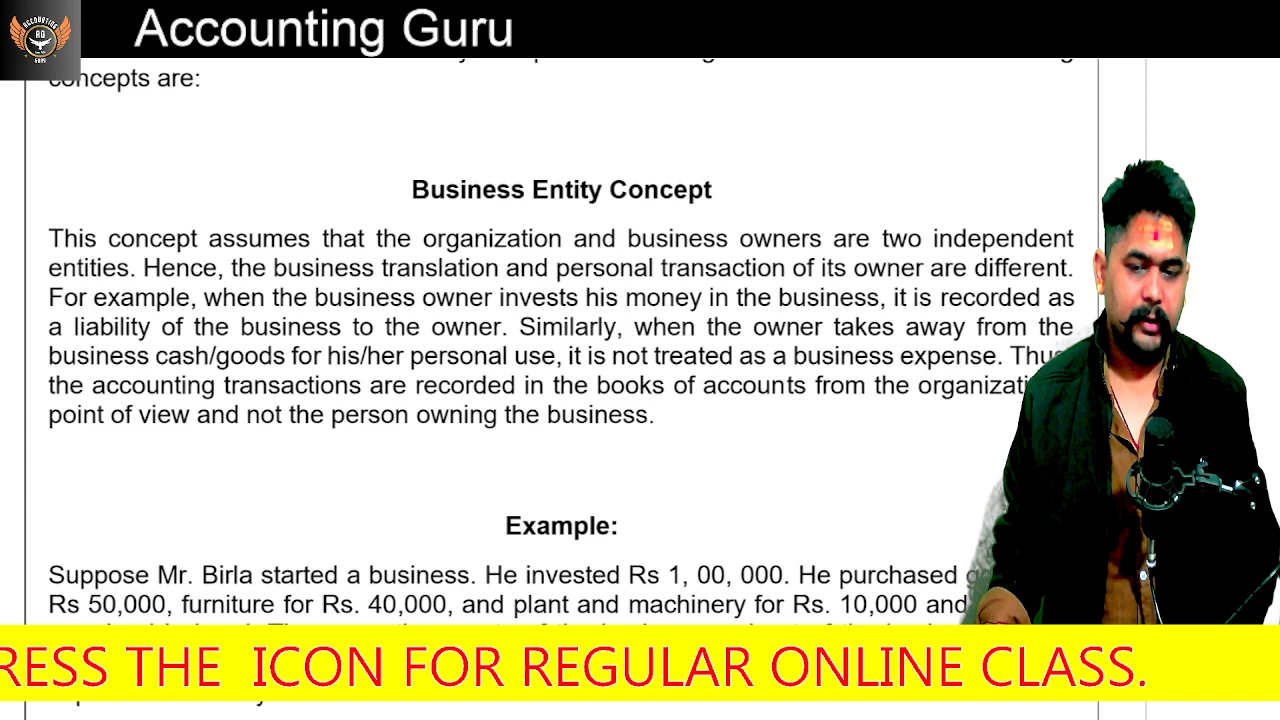 Accounting Guru
concepts are:
Business Entity Concept
This concept assumes that the organization and business owners are two independent
entities. Hence, the business translation and personal transaction of its owner are different.
For example, when the business owner invests his money in the business, it is recorded as
a liability of the business to the owner. Similarly, when the owner takes away from the
business cash/goods for his/her personal use, it is not treated as a business expense. Thus
the accounting transactions are recorded in the books of accounts from the
point of view and not the person owning the business.
Example:
Suppose Mr. Birla started a business. He invested Rs 1, 00, 000. He purchased
Rs 50,000, furniture for Rs. 40,000, and plant and machinery for Rs. 10,000 and
RESS THE ICON FOR REGULAR ONLINE CLASS.